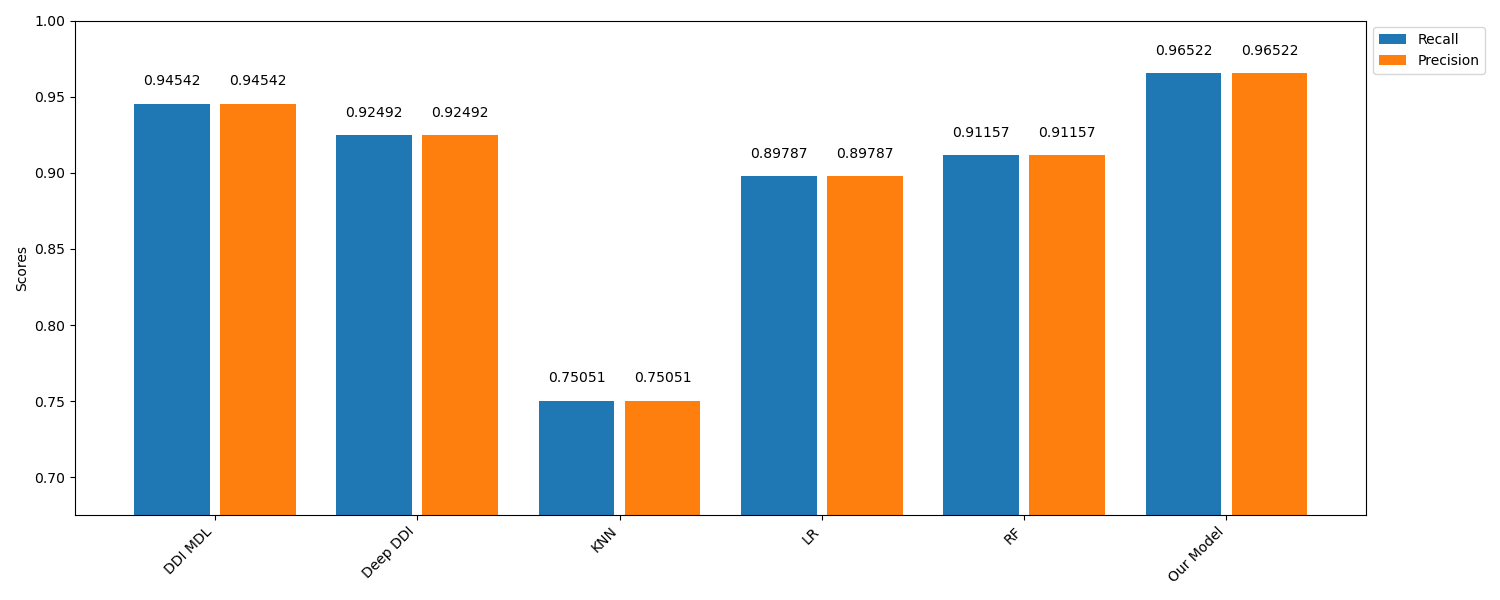 1.00
0.95
0.90
0.85
0.80
0.75
0.70
Scores
0.94542 0.94542
0.92492 0.92492
0.75051 0.75051
0.89787 0.89787
0.91157 0.91157
0.96522 0.96522
DDI MDL
Deep DDI
KNN
LR
RF
Our Model
Recall
Precision